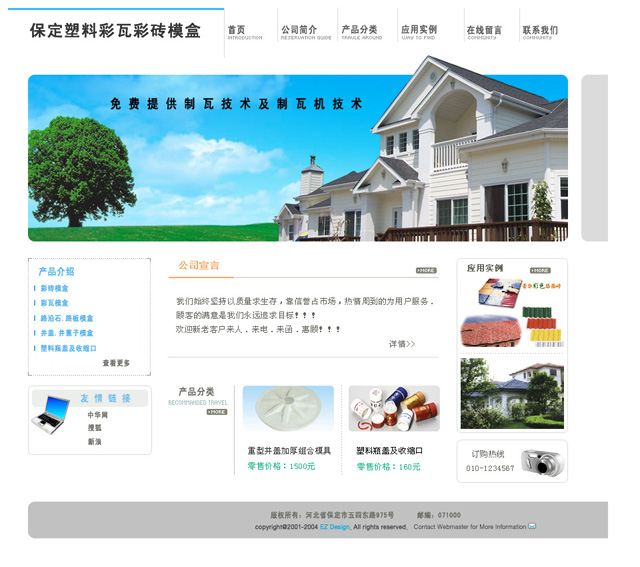 保定塑料彩瓦彩砖模盒
首页 公司简介 产品分类 应用实例 在线留言 联系我们
INTRODUCTION RESERVATION GUIDE TRAVLE AROUND WAY TO FIND COMMUNITY COMMUNITY
免费提供制瓦技术及制瓦机技术
产品介绍
彩砖模盒
彩瓦模盒
路沿石.路板模盒
井盖.井篦子模盒
塑料瓶盖及收缩口
查看更多
公司宣言
MORE
我们始终坚持以质量求生存,靠信誉占市场,热情周到的为用户服务.
顾客的满意是我们永远追求目标!!!
欢迎新老客户来人.来电.来函.惠顾!!!
详情>>
应用实例
MORE
友情链接
中华网
搜狐
新浪
产品分类
RECOMMANDED TRAVEL
MORE
重型井盖加厚组合模具
零售价格:1500元
塑料瓶盖及收缩口
零售价格:160元
订购热线
010-1234567
版权所有:河北省保定市五四东路975号 邮编:071000
copyright@2001-2004 EZ Design, All rights reserved, Contact Webmaster for More Information